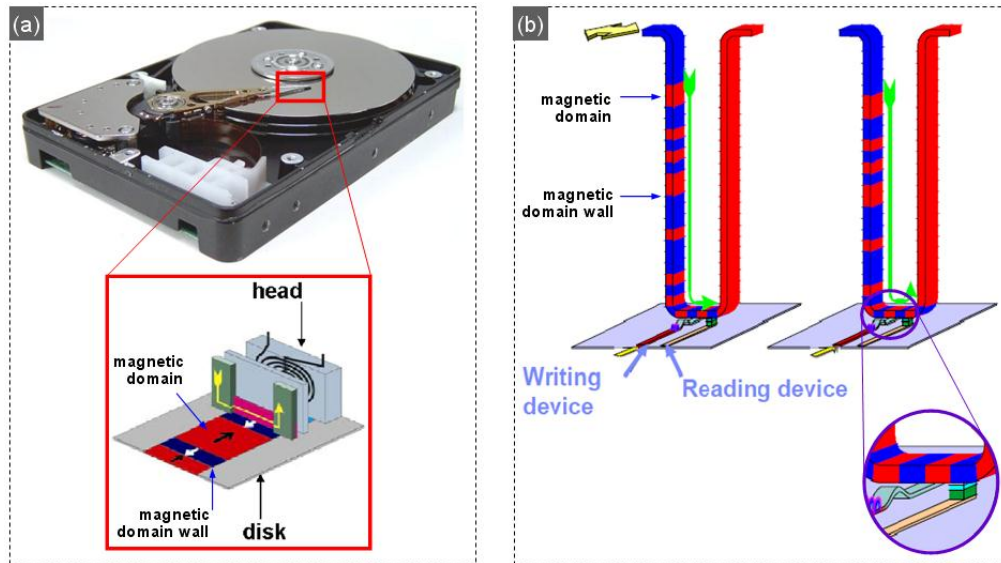 (a)
head
magnetic
domain
magnetic
domain wall
disk
(b)
magnetic
domain
magnetic
domain wall
Writing
device
Reading device